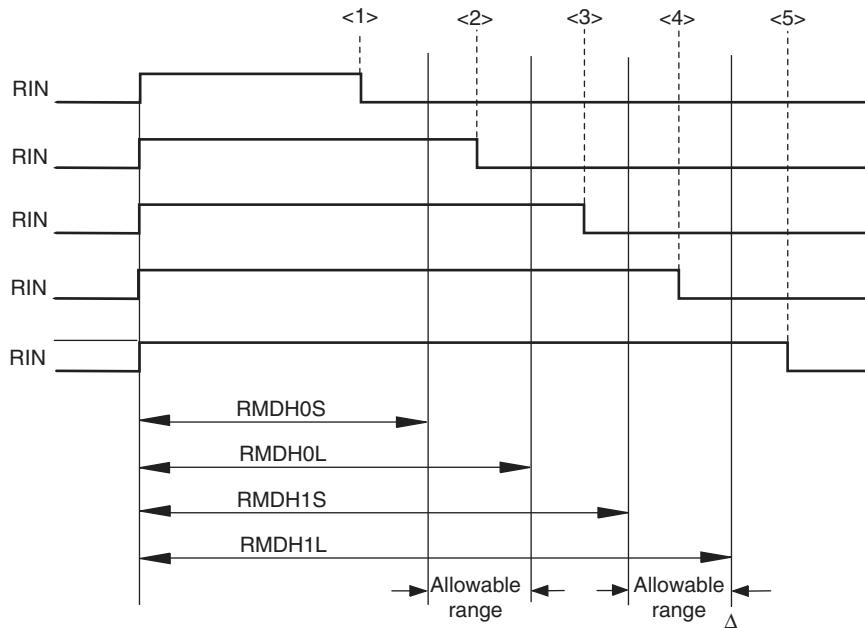 <1> <2> <3> <4> <5>
RIN
RIN
RIN
RIN
RIN
RMDH0S
RMDH0L
RMDH1S
RMDH1L
Allowable range
Allowable range
Δ